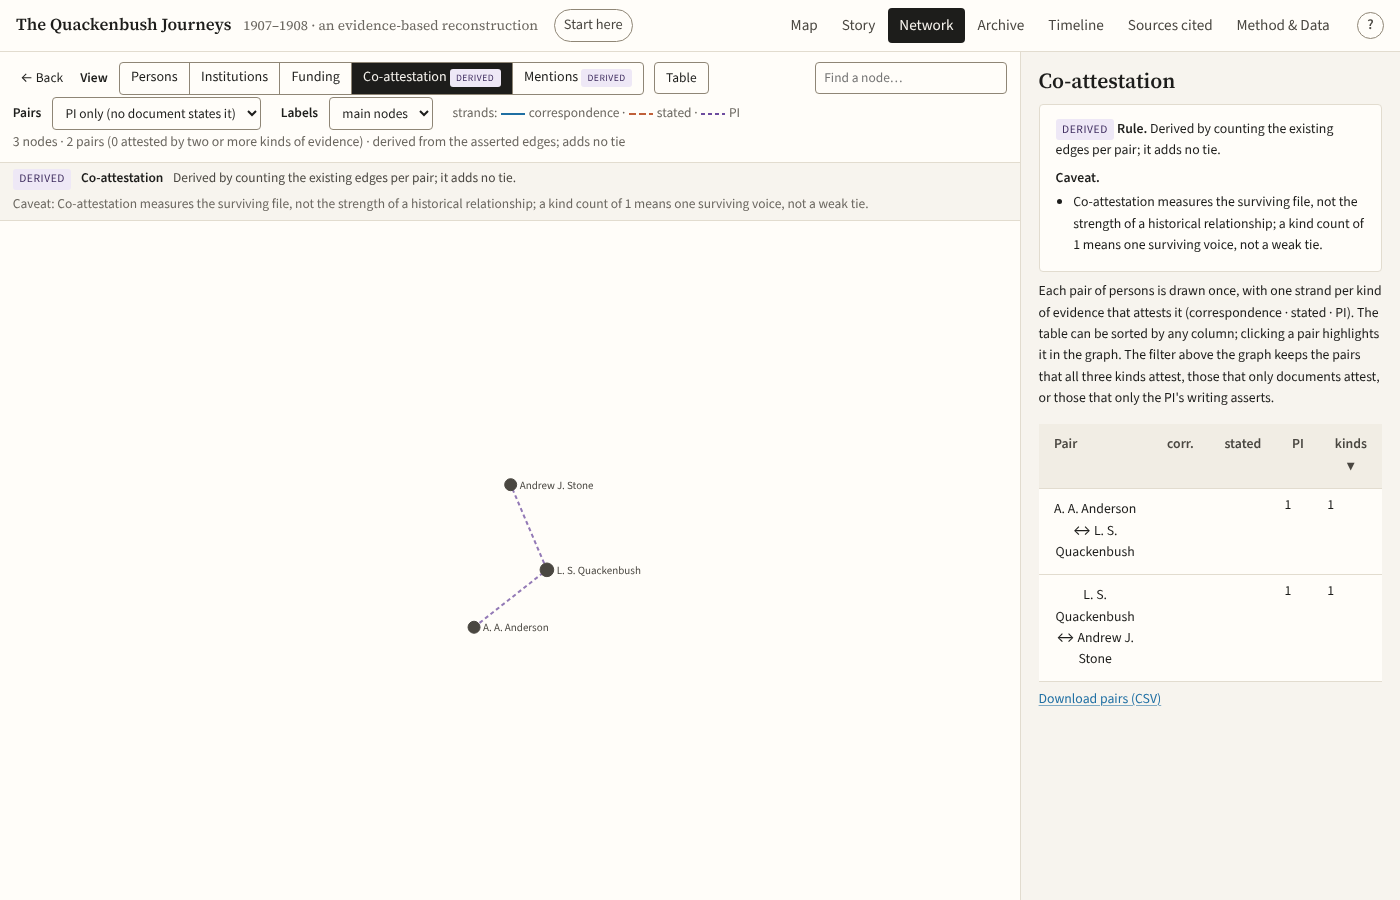 The Quackenbush Journeys 1907–1908 · an evidence-based reconstruction Start here Map Story Network Archive Timeline Sources cited Method & Data ?
← Back View Persons Institutions Funding Co-attestation DERIVED Mentions DERIVED Table Find a node…
Pairs PI only (no document states it) Labels main nodes strands: correspondence · stated · PI
3 nodes · 2 pairs (0 attested by two or more kinds of evidence) · derived from the asserted edges; adds no tie
DERIVED Co-attestation Derived by counting the existing edges per pair; it adds no tie.
Caveat: Co-attestation measures the surviving file, not the strength of a historical relationship; a kind count of 1 means one surviving voice, not a weak tie.
Andrew J. Stone
L. S. Quackenbush
A. A. Anderson
Co-attestation
DERIVED Rule. Derived by counting the existing
edges per pair; it adds no tie.
Caveat.
• Co-attestation measures the surviving file, not the
strength of a historical relationship; a kind count of
1 means one surviving voice, not a weak tie.
Each pair of persons is drawn once, with one strand per kind
of evidence that attests it (correspondence · stated · PI). The
table can be sorted by any column; clicking a pair highlights
it in the graph. The filter above the graph keeps the pairs
that all three kinds attest, those that only documents attest,
or those that only the PI's writing asserts.
Pair corr. stated PI kinds
▼
A. A. Anderson 1 1
↔ L. S.
Quackenbush
L. S. 1 1
Quackenbush
↔ Andrew J.
Stone
Download pairs (CSV)